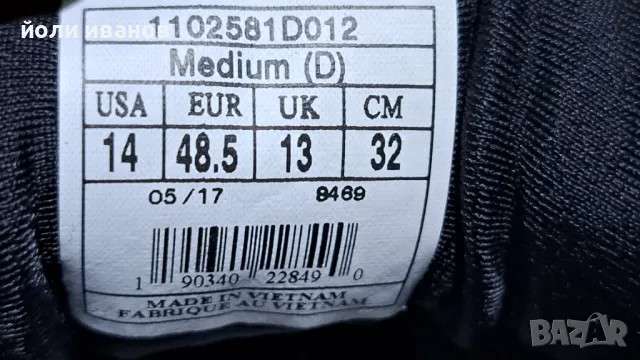 йоли иванов
1102581D012
Medium (D)
USA EUR UK CM
14 48.5 13 32
05/17 8469
1 90340 22849 0
MADE IN VIETNAM
FABRIQUE AU VIETNAM
BAZAR